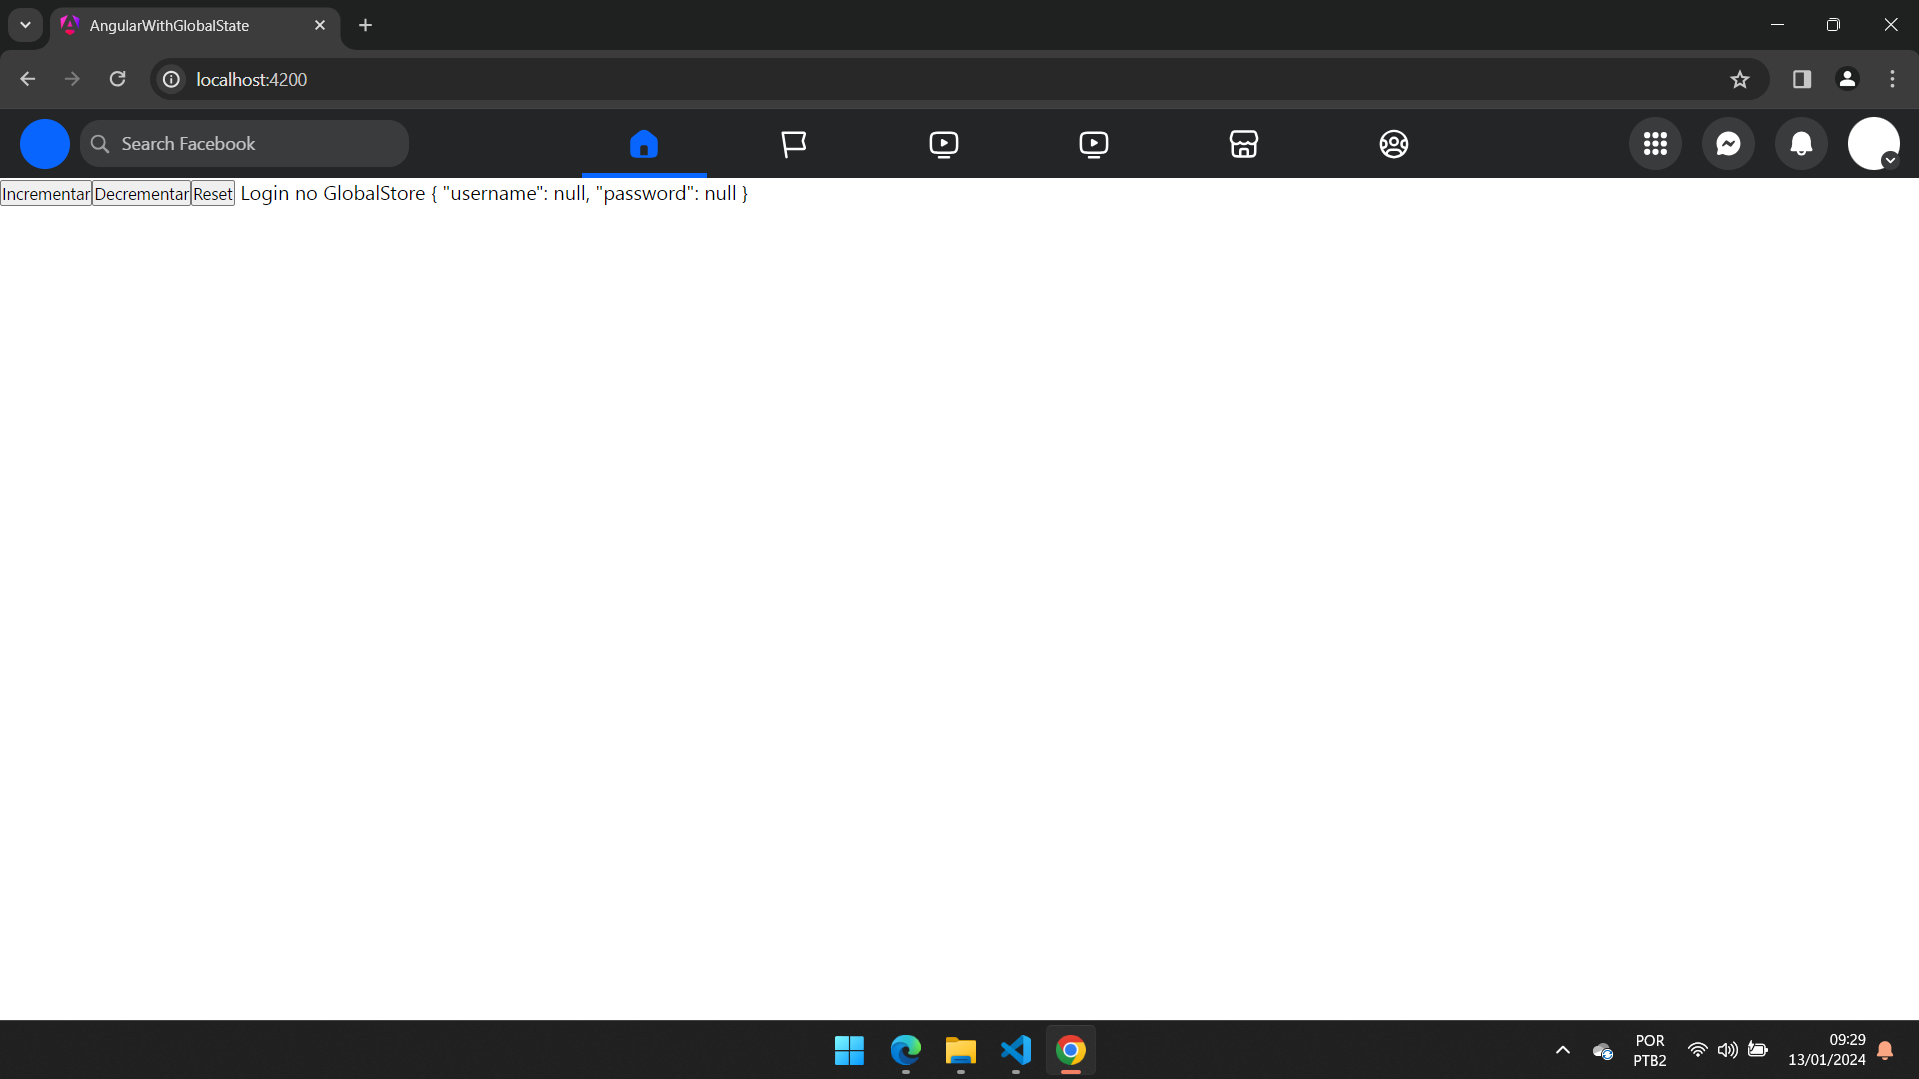 AngularWithGlobalState
localhost:4200
Search Facebook
Incrementar Decrementar Reset Login no GlobalStore { "username": null, "password": null }
POR
PTB2
09:29
13/01/2024